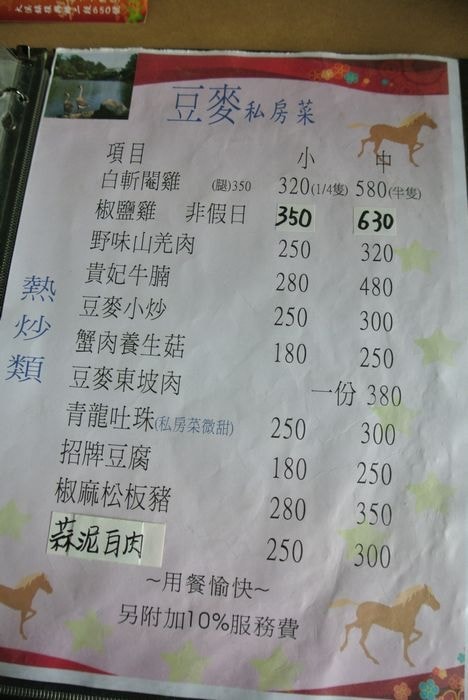 豆麥私房菜
項目 小 中
白斬閹雞 (腿)350 320(1/4隻) 580(半隻)
椒鹽雞 非假日 350 630
野味山羌肉 250 320
貴妃牛腩 280 480
豆麥小炒 250 300
蟹肉養生菇 180 250
豆麥東坡肉 一份 380
青龍吐珠(私房菜微甜) 250 300
招牌豆腐 180 250
椒麻松板豬 280 350
蒜泥白肉 250 300
熱炒類
~用餐愉快~
另附加10%服務費